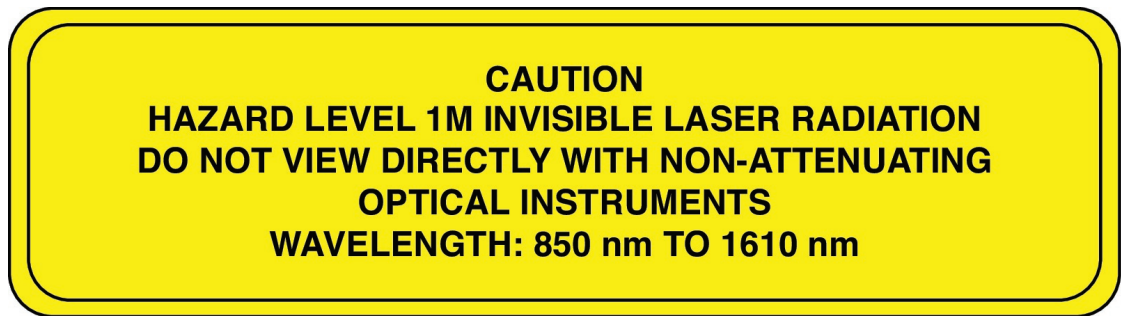 CAUTION
HAZARD LEVEL 1M INVISIBLE LASER RADIATION
DO NOT VIEW DIRECTLY WITH NON-ATTENUATING
OPTICAL INSTRUMENTS
WAVELENGTH: 850 nm TO 1610 nm